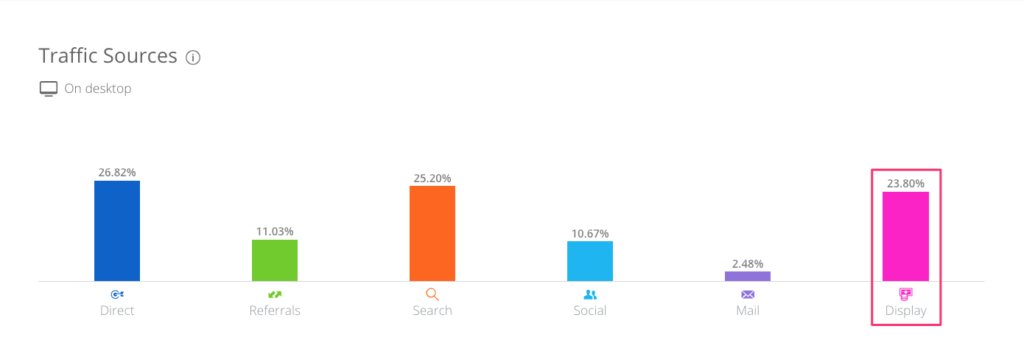 Traffic Sources
On desktop
26.82%
11.03%
25.20%
10.67%
2.48%
23.80%
Direct
Referrals
Search
Social
Mail
Display